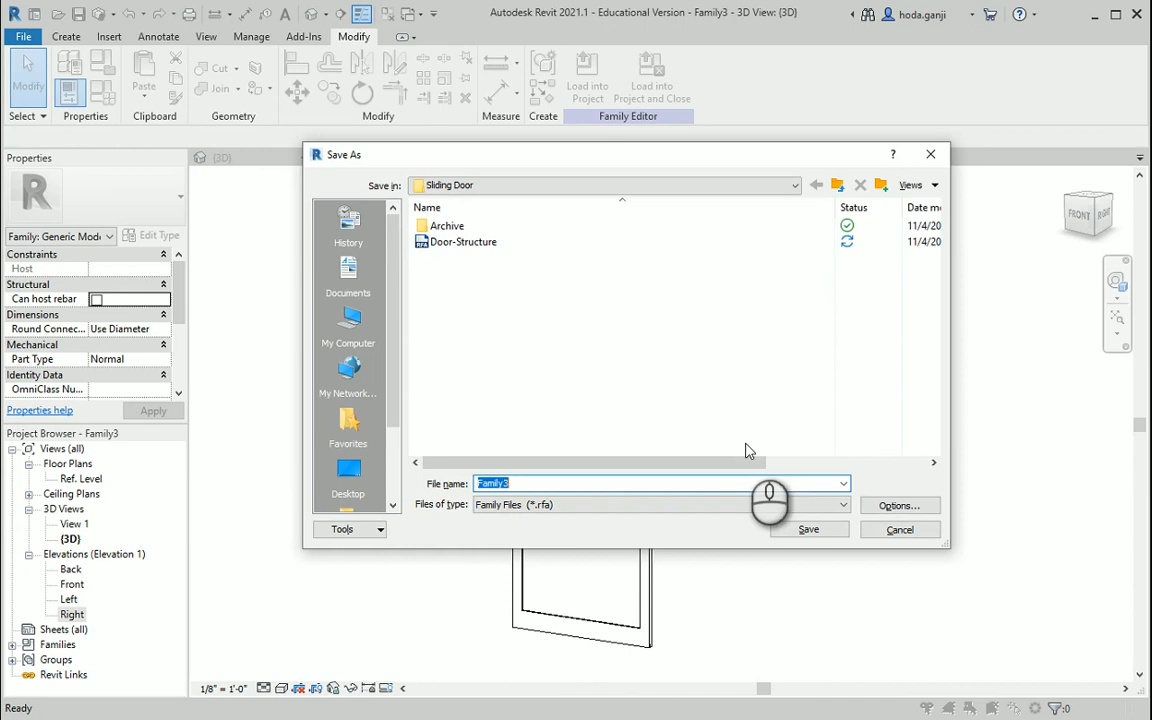 Autodesk Revit 2021.1 - Educational Version - Family3 - 3D View: {3D}
hoda.ganji
File Create Insert Annotate View Manage Add-Ins Modify
Modify
Paste
Cut
Join
Load into Project
Load into Project and Close
Select Properties Clipboard Geometry Modify Measure Create Family Editor
Properties
{3D}
R
Family: Generic Mode
Edit Type
Constraints
Host
Structural
Can host rebar
Dimensions
Round Connec... Use Diameter
Mechanical
Part Type Normal
Identity Data
OmniClass Nu...
Properties help
Apply
Project Browser - Family3
Views (all)
Floor Plans
Ref. Level
Ceiling Plans
3D Views
View 1
{3D}
Elevations (Elevation 1)
Back
Front
Left
Right
Sheets (all)
Families
Groups
Revit Links
Save As
?
Save in: Sliding Door
Views
Name Status Date m
Archive 11/4/20
Door-Structure 11/4/20
History
Documents
My Computer
My Network...
Favorites
Desktop
File name: Family3
Files of type: Family Files (*.rfa)
Options...
Tools
Save
Cancel
FRONT RIGHT
1/8" = 1'-0"
Ready
:0